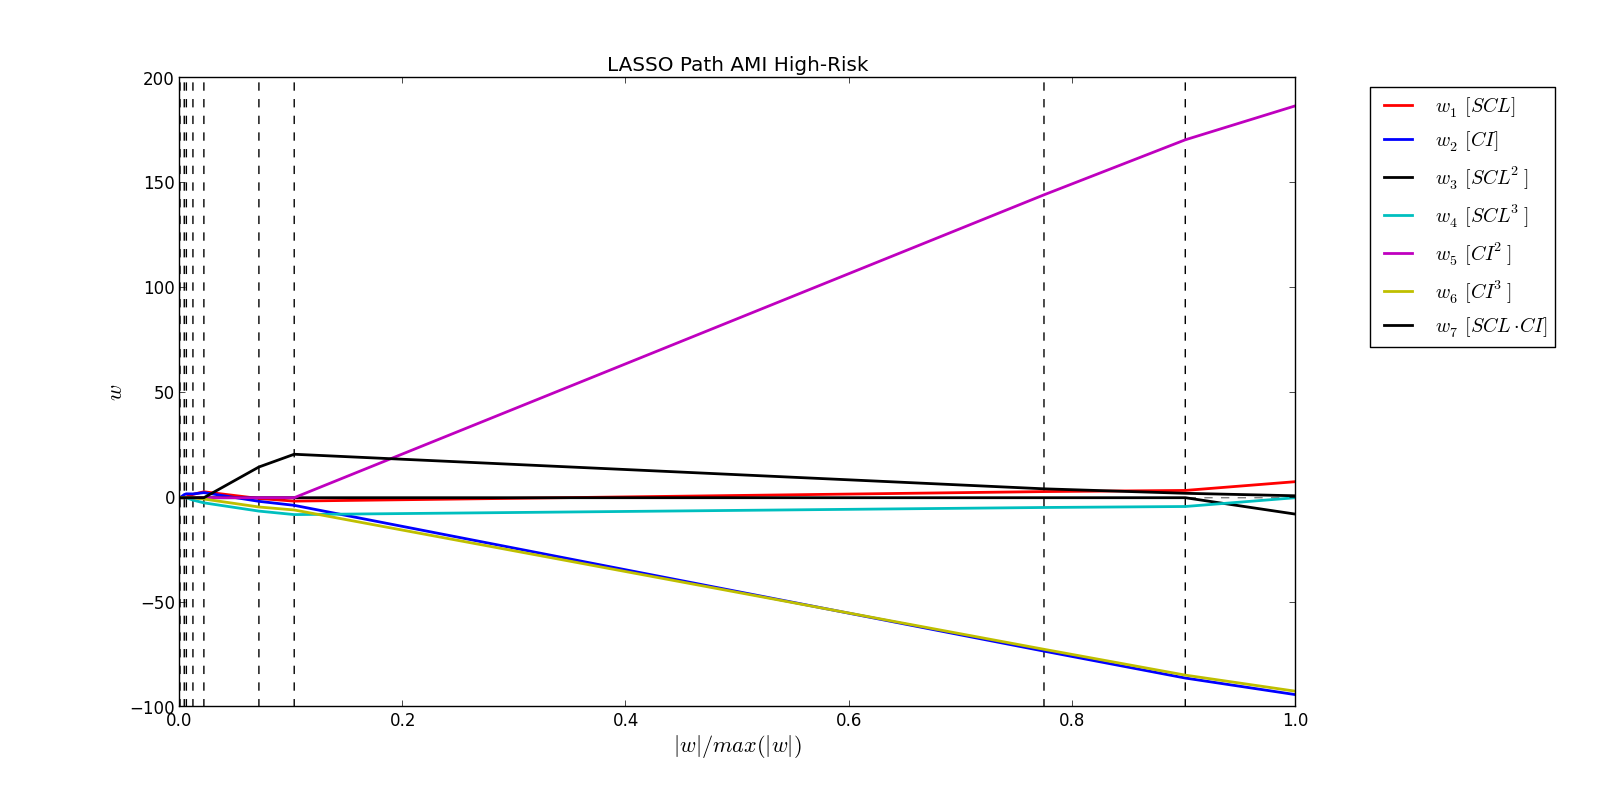 LASSO Path AMI High-Risk
200
150
100
50
0
−50
−100
w
0.0 0.2 0.4 0.6 0.8 1.0
|w|/max(|w|)
w₁ [SCL]
w₂ [CI]
w₃ [SCL²]
w₄ [SCL³]
w₅ [CI²]
w₆ [CI³]
w₇ [SCL·CI]